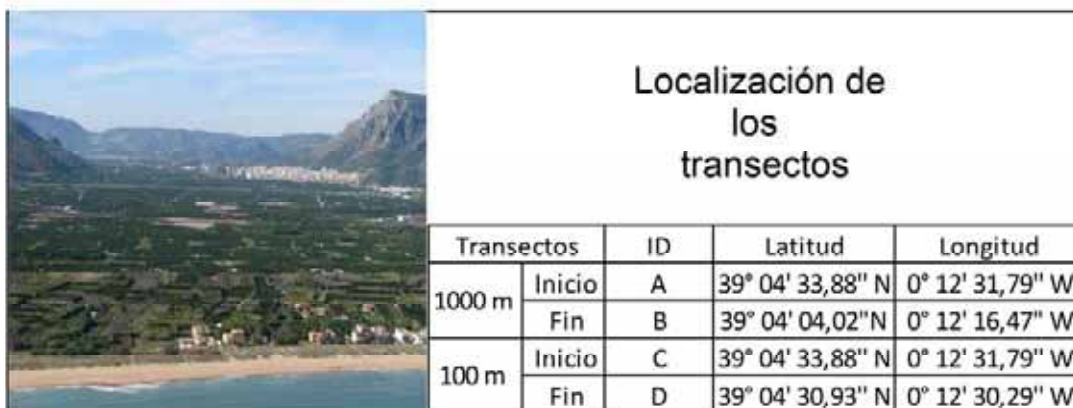 Localización de
los
transectos
Transectos ID Latitud Longitud
1000 m Inicio A 39° 04' 33,88'' N 0° 12' 31,79'' W
Fin B 39° 04' 04,02''N 0° 12' 16,47'' W
100 m Inicio C 39° 04' 33,88'' N 0° 12' 31,79'' W
Fin D 39° 04' 30,93'' N 0° 12' 30,29'' W